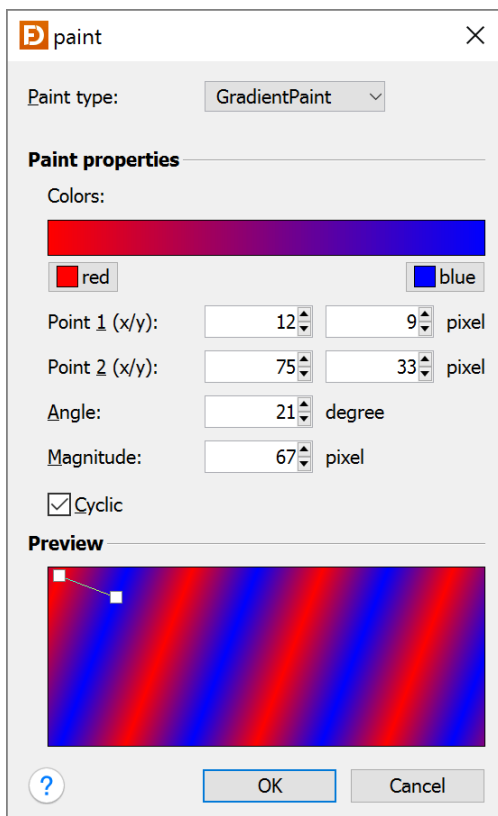 FD paint
Paint type: GradientPaint
Paint properties
Colors:
red blue
Point 1 (x/y): 12 9 pixel
Point 2 (x/y): 75 33 pixel
Angle: 21 degree
Magnitude: 67 pixel
Cyclic
Preview
? OK Cancel